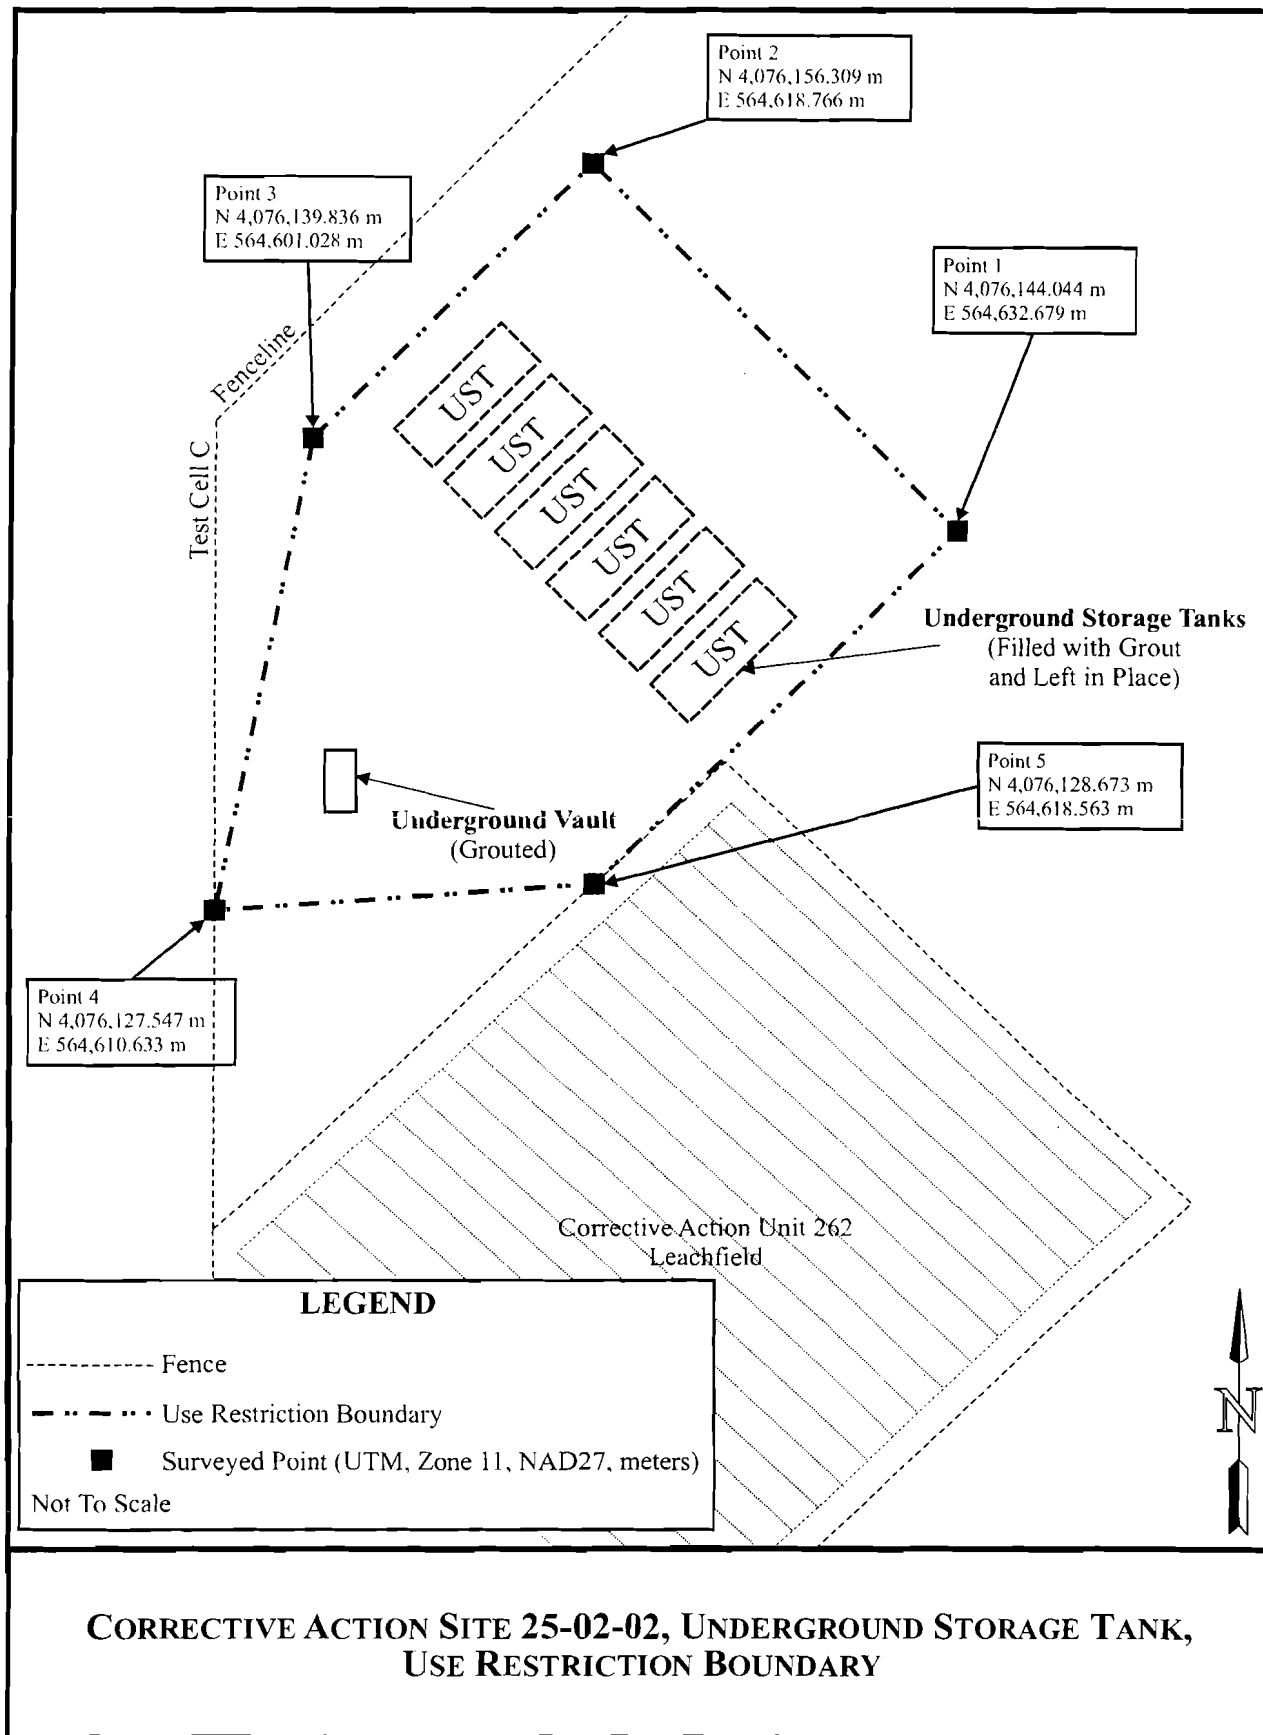 Point 2
N 4,076,156.309 m
E 564,618.766 m
Point 3
N 4,076,139.836 m
E 564,601.028 m
Point 1
N 4,076,144.044 m
E 564,632.679 m
Fenceline
Test Cell C
UST
UST
UST
UST
UST
UST
Underground Storage Tanks
(Filled with Grout
and Left in Place)
Point 5
N 4,076,128.673 m
E 564,618.563 m
Underground Vault
(Grouted)
Point 4
N 4,076,127.547 m
E 564,610.633 m
Corrective Action Unit 262
Leachfield
LEGEND
Fence
Use Restriction Boundary
Surveyed Point (UTM, Zone 11, NAD27, meters)
Not To Scale
N
CORRECTIVE ACTION SITE 25-02-02, UNDERGROUND STORAGE TANK,
USE RESTRICTION BOUNDARY